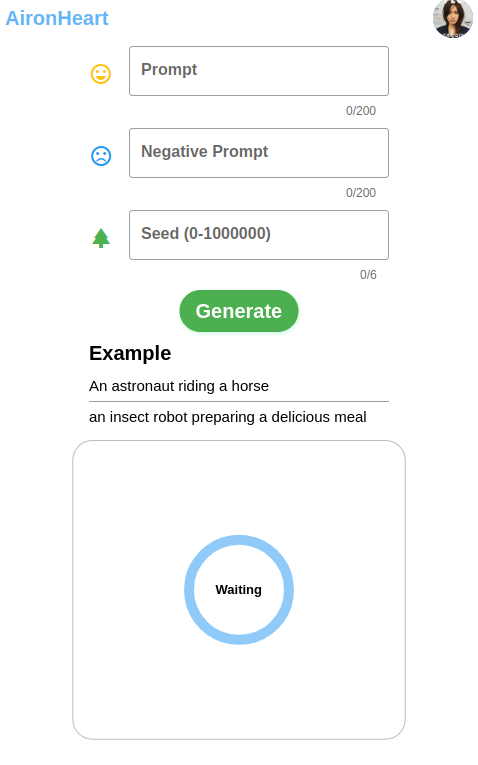 AironHeart
Prompt
0/200
Negative Prompt
0/200
Seed (0-1000000)
0/6
Generate
Example
An astronaut riding a horse
an insect robot preparing a delicious meal
Waiting